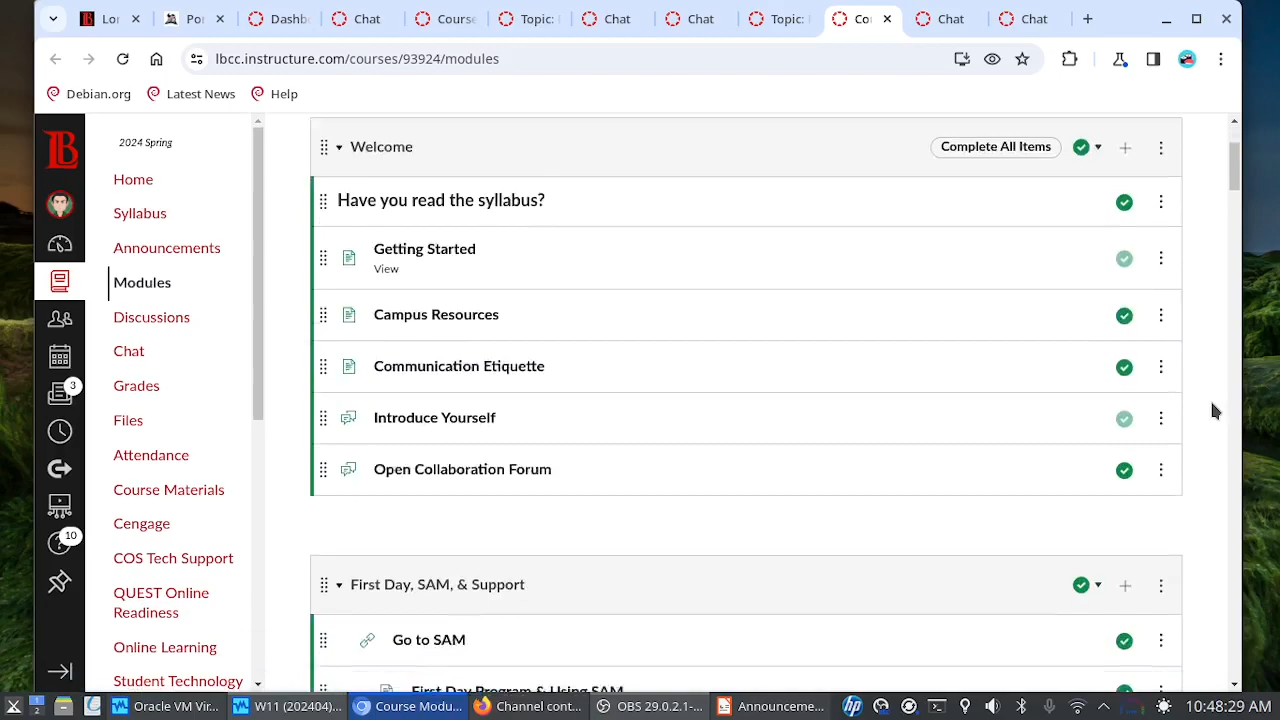 Lo
Por
Dashb
Chat
Course
Topic:
Chat
Chat
Topic:
Co
Chat
Chat
lbcc.instructure.com/courses/93924/modules
Debian.org
Latest News
Help
LB
2024 Spring
Home
Syllabus
Announcements
Modules
Discussions
Chat
Grades
Files
Attendance
Course Materials
Cengage
COS Tech Support
QUEST Online
Readiness
Online Learning
Student Technology
3
10
Welcome
Complete All Items
Have you read the syllabus?
Getting Started
View
Campus Resources
Communication Etiquette
Introduce Yourself
Open Collaboration Forum
First Day, SAM, & Support
Go to SAM
First Day Program & Using SAM
1
2
Oracle VM Vir...
W11 (202404)...
Course Modu...
Channel cont...
OBS 29.0.2.1-...
Announceme...
10:48:29 AM